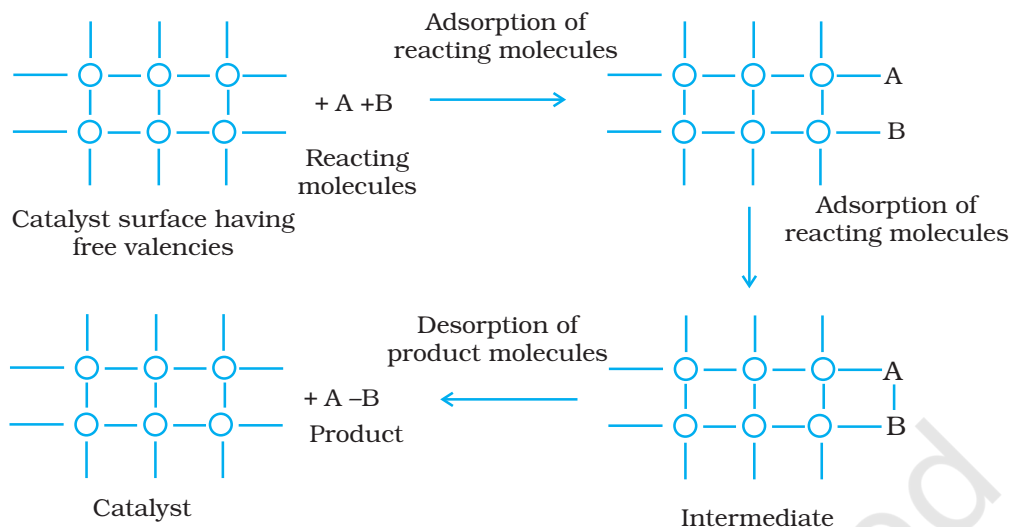 Adsorption of
reacting molecules
+ A +B
A
B
Reacting
molecules
Catalyst surface having
free valencies
Adsorption of
reacting molecules
Desorption of
product molecules
+ A –B
Product
A
B
Catalyst
Intermediate